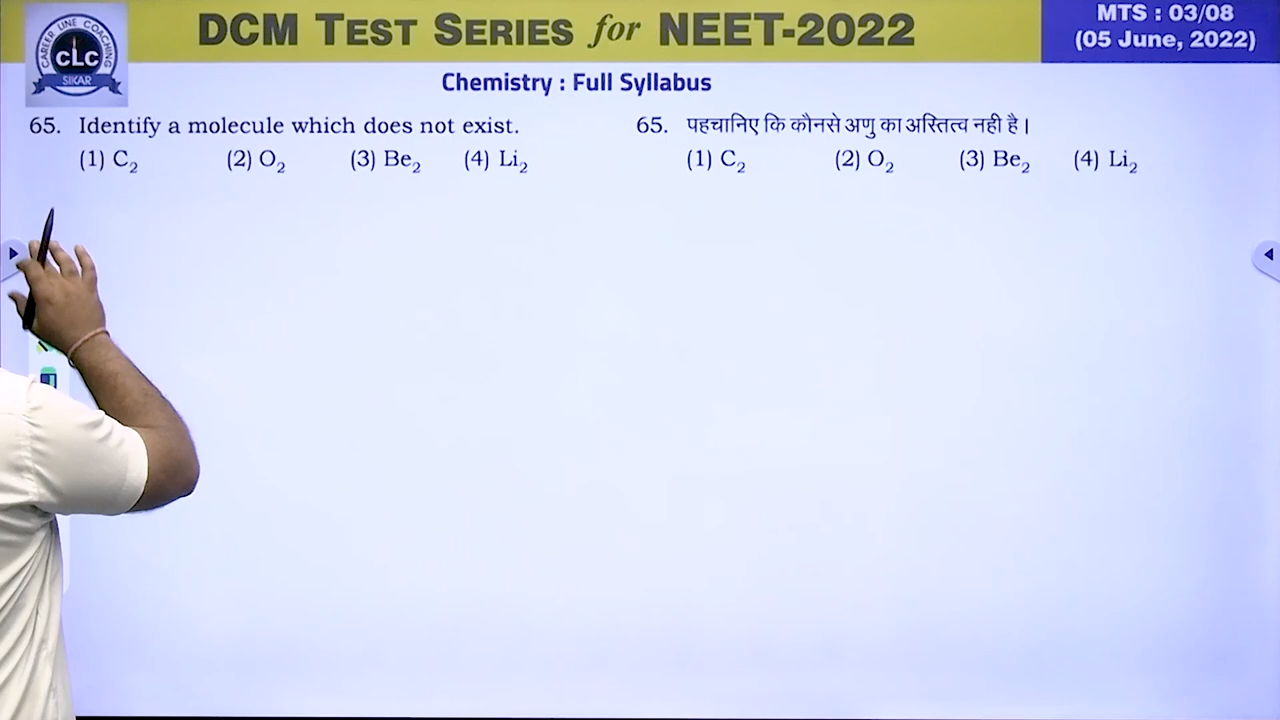 DCM TEST SERIES for NEET-2022
MTS : 03/08
(05 June, 2022)
CAREER LINE COACHING
CLC
SIKAR
Chemistry : Full Syllabus
65. Identify a molecule which does not exist.
(1) C₂ (2) O₂ (3) Be₂ (4) Li₂
65. पहचानिए कि कौनसे अणु का अस्तित्व नही है।
(1) C₂ (2) O₂ (3) Be₂ (4) Li₂